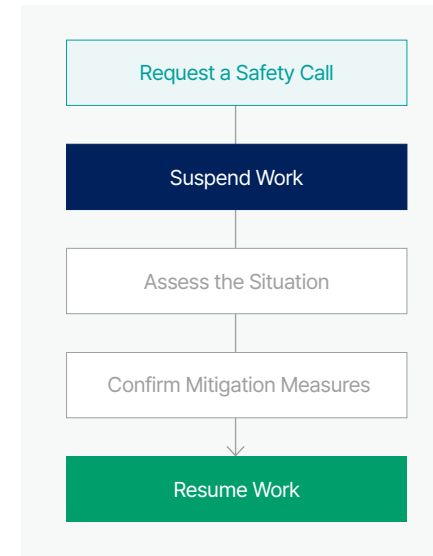 Request a Safety Call
Suspend Work
Assess the Situation
Confirm Mitigation Measures
Resume Work